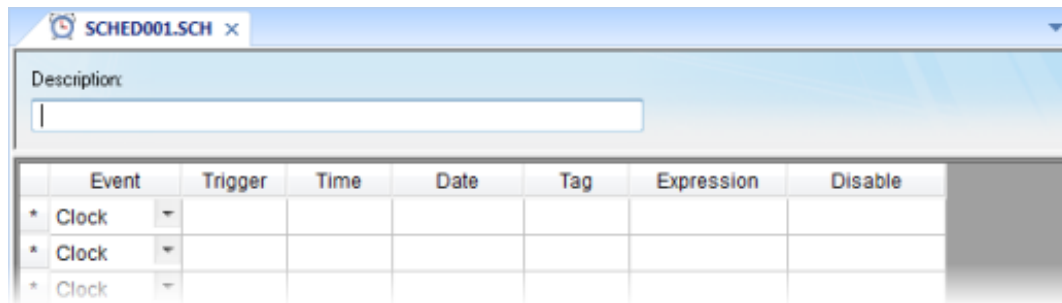 SCHED001.SCH ×
Description:
Event Trigger Time Date Tag Expression Disable
* Clock
* Clock
* Clock